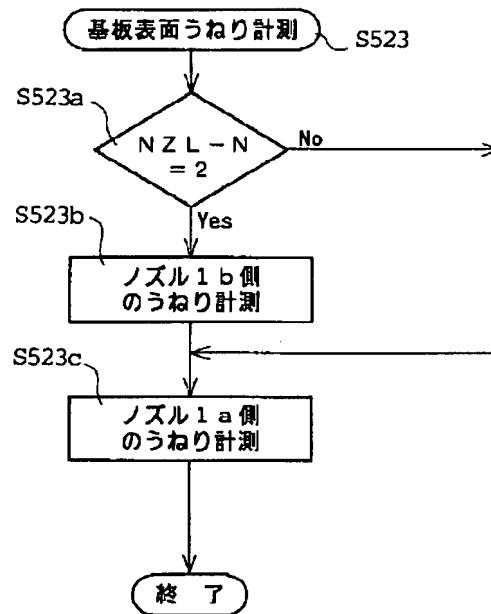 基板表面うねり計測
S523
S523a
NZL-N
=2
No
Yes
S523b
ノズル1b側
のうねり計測
S523c
ノズル1a側
のうねり計測
終 了